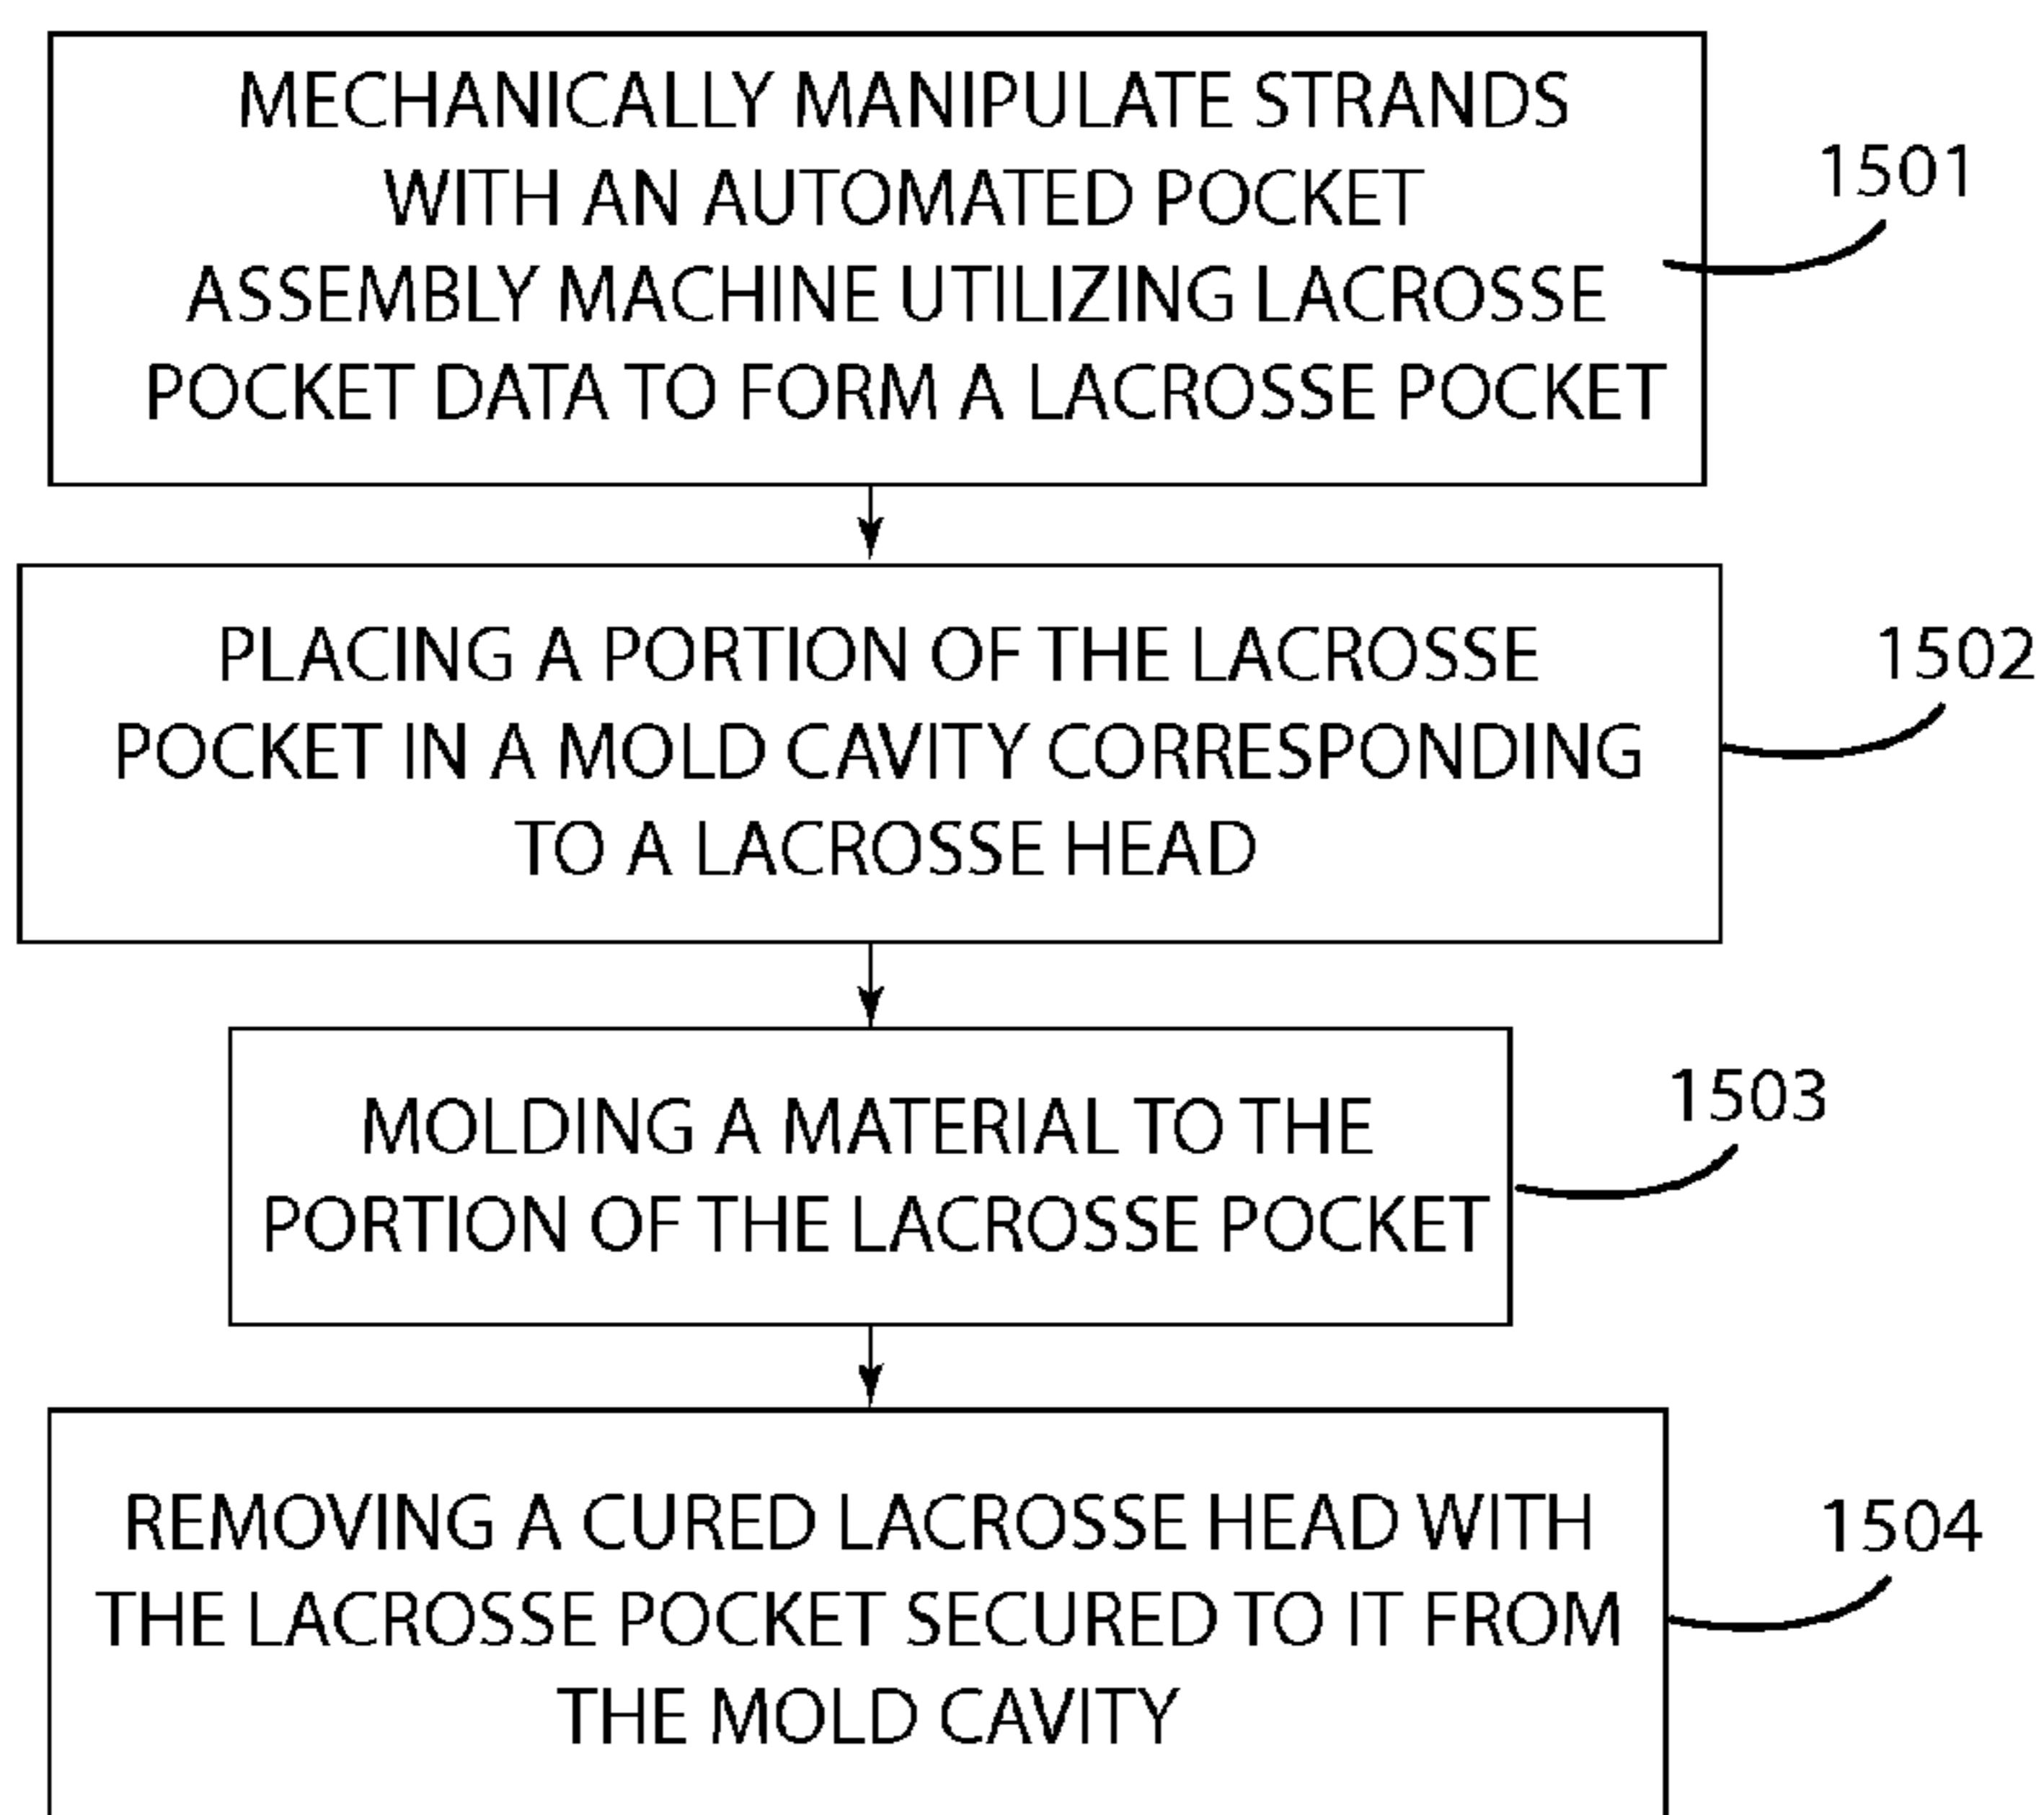 MECHANICALLY MANIPULATE STRANDS
WITH AN AUTOMATED POCKET
ASSEMBLY MACHINE UTILIZING LACROSSE
POCKET DATA TO FORM A LACROSSE POCKET
1501
PLACING A PORTION OF THE LACROSSE
POCKET IN A MOLD CAVITY CORRESPONDING
TO A LACROSSE HEAD
1502
MOLDING A MATERIAL TO THE
PORTION OF THE LACROSSE POCKET
1503
REMOVING A CURED LACROSSE HEAD WITH
THE LACROSSE POCKET SECURED TO IT FROM
THE MOLD CAVITY
1504